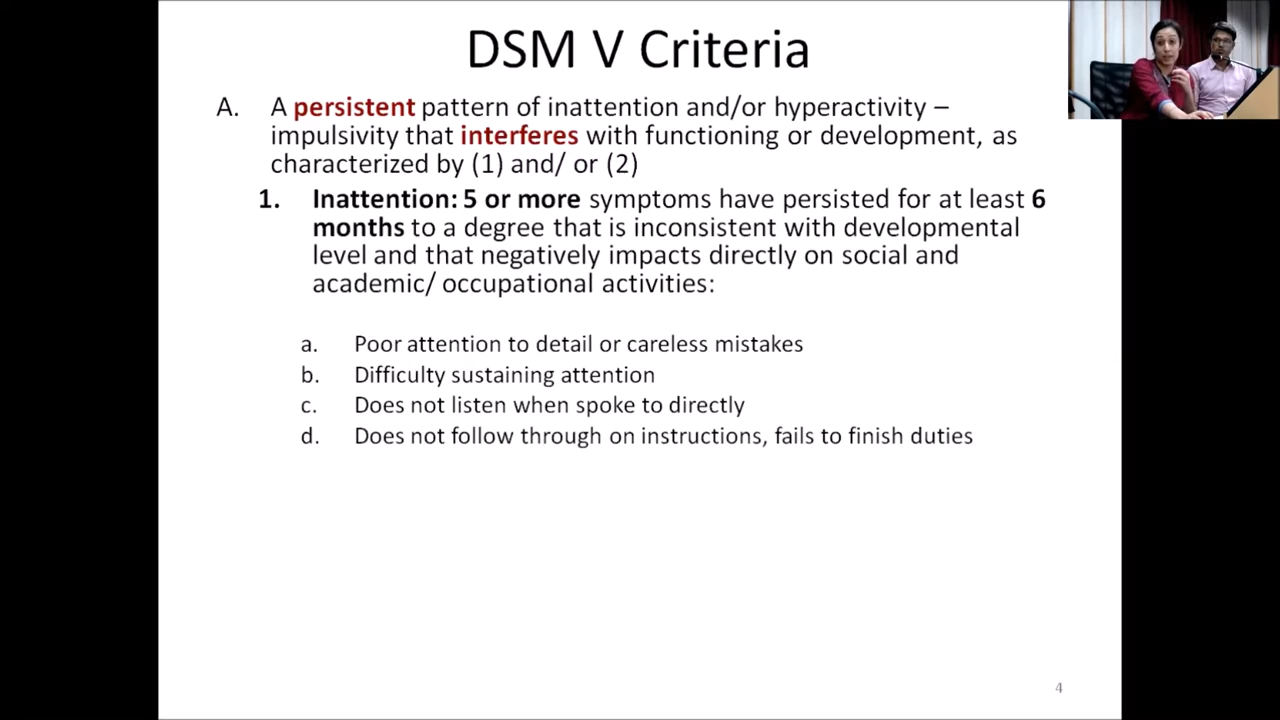 DSM V Criteria
A. A persistent pattern of inattention and/or hyperactivity –
impulsivity that interferes with functioning or development, as
characterized by (1) and/ or (2)
1. Inattention: 5 or more symptoms have persisted for at least 6
months to a degree that is inconsistent with developmental
level and that negatively impacts directly on social and
academic/ occupational activities:
a. Poor attention to detail or careless mistakes
b. Difficulty sustaining attention
c. Does not listen when spoke to directly
d. Does not follow through on instructions, fails to finish duties
4